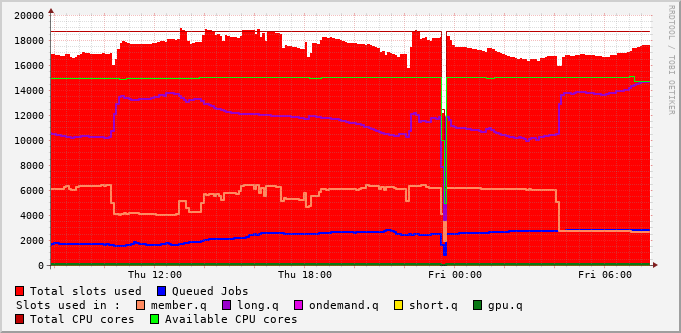 20000
18000
16000
14000
12000
10000
8000
6000
4000
2000
0
Thu 12:00 Thu 18:00 Fri 00:00 Fri 06:00
RRDTOOL / TOBI OETIKER
Total slots used Queued Jobs
Slots used in : member.q long.q ondemand.q short.q gpu.q
Total CPU cores Available CPU cores